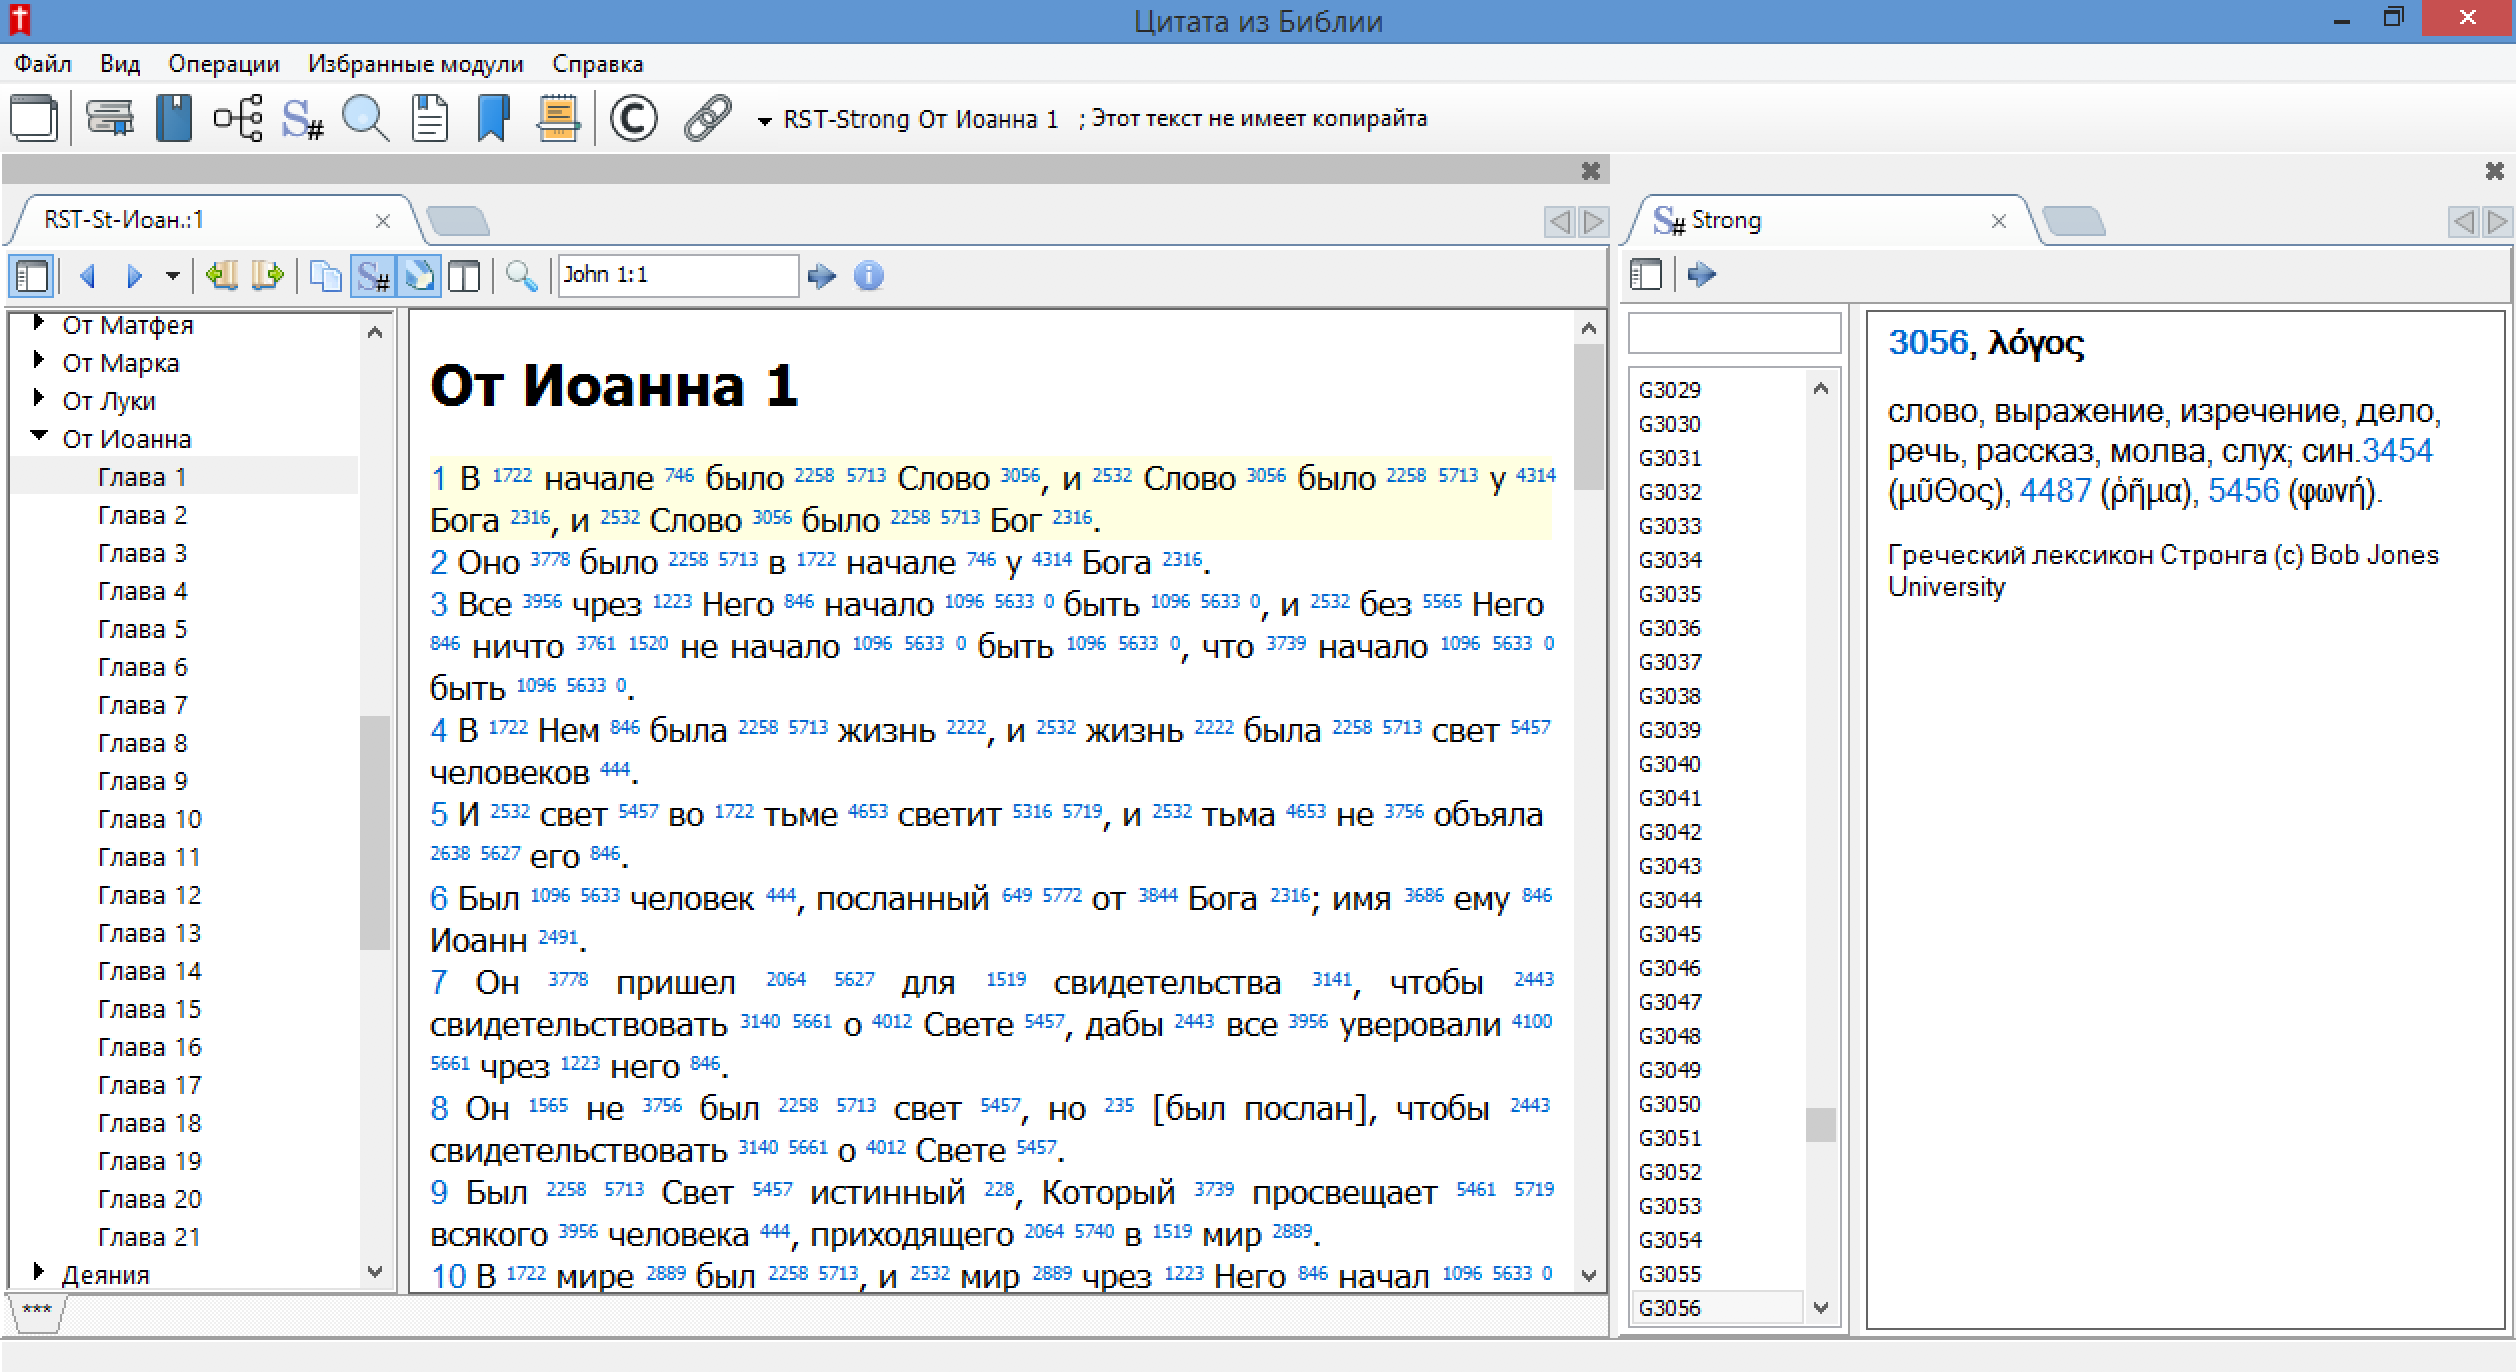 Цитата из Библии
Файл Вид Операции Избранные модули Справка
RST-Strong От Иоанна 1 ; Этот текст не имеет копирайта
RST-St-Иоан.:1
John 1:1
От Матфея
От Марка
От Луки
От Иоанна
Глава 1
Глава 2
Глава 3
Глава 4
Глава 5
Глава 6
Глава 7
Глава 8
Глава 9
Глава 10
Глава 11
Глава 12
Глава 13
Глава 14
Глава 15
Глава 16
Глава 17
Глава 18
Глава 19
Глава 20
Глава 21
Деяния
***
От Иоанна 1
1 В 1722 начале 746 было 2258 5713 Слово 3056, и 2532 Слово 3056 было 2258 5713 у 4314
Бога 2316, и 2532 Слово 3056 было 2258 5713 Бог 2316.
2 Оно 3778 было 2258 5713 в 1722 начале 746 у 4314 Бога 2316.
3 Все 3956 чрез 1223 Него 846 начало 1096 5633 0 быть 1096 5633 0, и 2532 без 5565 Него
846 ничто 3761 1520 не начало 1096 5633 0 быть 1096 5633 0, что 3739 начало 1096 5633 0
быть 1096 5633 0.
4 В 1722 Нем 846 была 2258 5713 жизнь 2222, и 2532 жизнь 2222 была 2258 5713 свет 5457
человеков 444.
5 И 2532 свет 5457 во 1722 тьме 4653 светит 5316 5719, и 2532 тьма 4653 не 3756 объяла
2638 5627 его 846.
6 Был 1096 5633 человек 444, посланный 649 5772 от 3844 Бога 2316; имя 3686 ему 846
Иоанн 2491.
7 Он 3778 пришел 2064 5627 для 1519 свидетельства 3141, чтобы 2443
свидетельствовать 3140 5661 о 4012 Свете 5457, дабы 2443 все 3956 уверовали 4100
5661 чрез 1223 него 846.
8 Он 1565 не 3756 был 2258 5713 свет 5457, но 235 [был послан], чтобы 2443
свидетельствовать 3140 5661 о 4012 Свете 5457.
9 Был 2258 5713 Свет 5457 истинный 228, Который 3739 просвещает 5461 5719
всякого 3956 человека 444, приходящего 2064 5740 в 1519 мир 2889.
10 В 1722 мире 2889 был 2258 5713, и 2532 мир 2889 чрез 1223 Него 846 начал 1096 5633 0
S# Strong
G3029
G3030
G3031
G3032
G3033
G3034
G3035
G3036
G3037
G3038
G3039
G3040
G3041
G3042
G3043
G3044
G3045
G3046
G3047
G3048
G3049
G3050
G3051
G3052
G3053
G3054
G3055
G3056
3056, λόγος
слово, выражение, изречение, дело,
речь, рассказ, молва, слух; син.3454
(μῦΘος), 4487 (ῥῆμα), 5456 (φωνή).
Греческий лексикон Стронга (c) Bob Jones
University